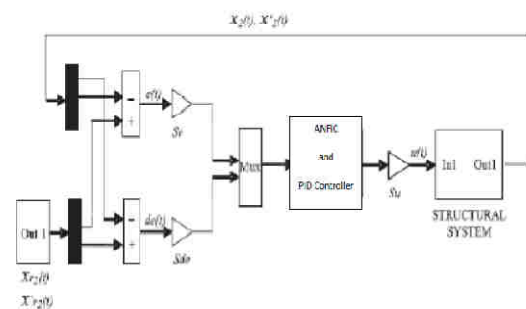 X₂(t), X'₂(t)
-
+
e(t)
Se
Mux
ANFIC
and
PID Controller
Su
u(t)
In1 Out1
STRUCTURAL
SYSTEM
-
+
de(t)
Sde
Out 1
Xr₂(t)
X'r₂(t)